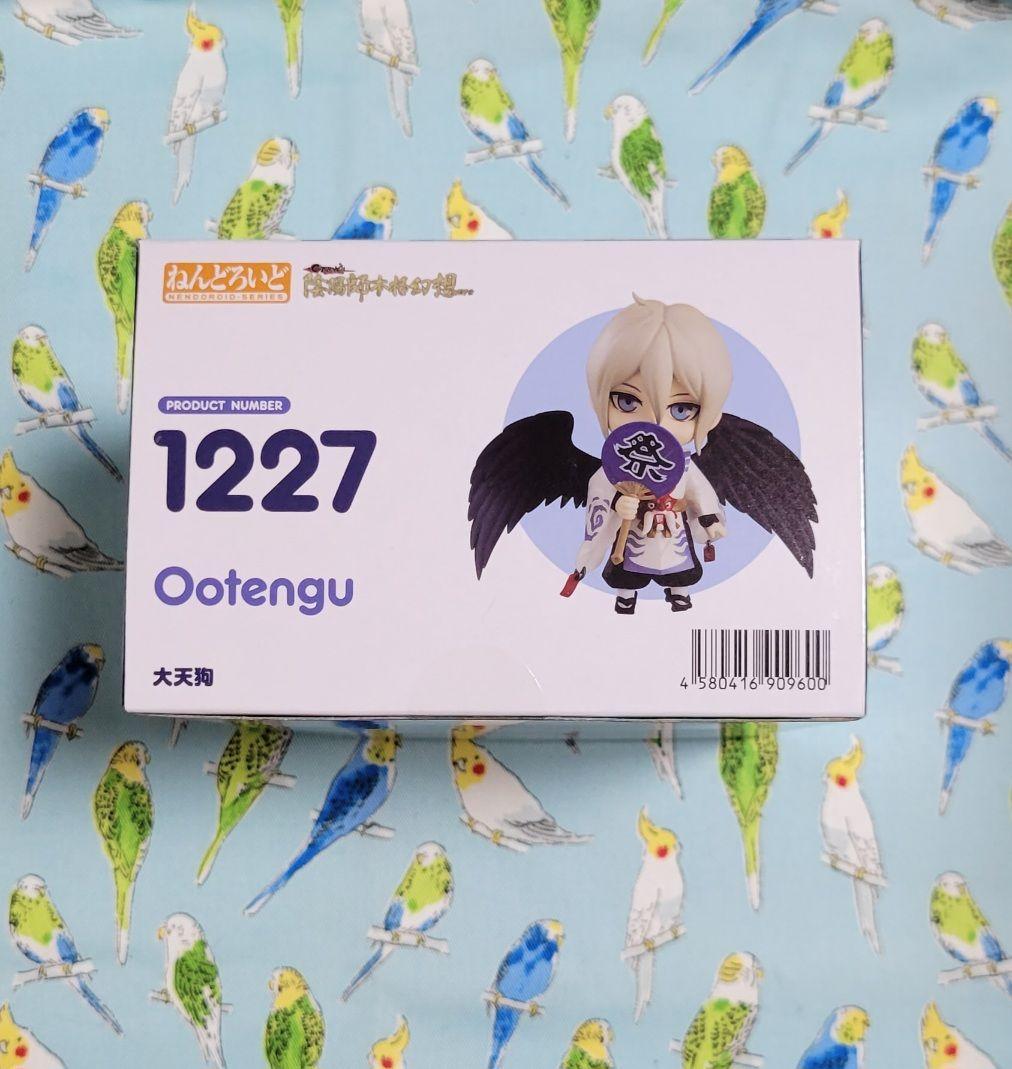 ねんどろいど
NENDOROID-SERIES
陰陽師本格幻想
PRODUCT NUMBER
1227
Ootengu
大天狗
祭
4 580416 909600